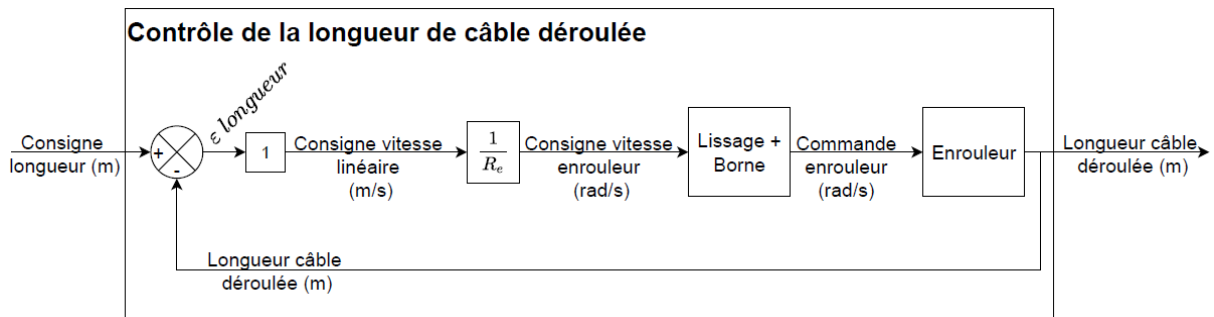 Contrôle de la longueur de câble déroulée
Consigne
longueur (m)
+
-
ε longueur
1
Consigne vitesse
linéaire
(m/s)
1
R_e
Consigne vitesse
enrouleur
(rad/s)
Lissage +
Borne
Commande
enrouleur
(rad/s)
Enrouleur
Longueur câble
déroulée (m)
Longueur câble
déroulée (m)